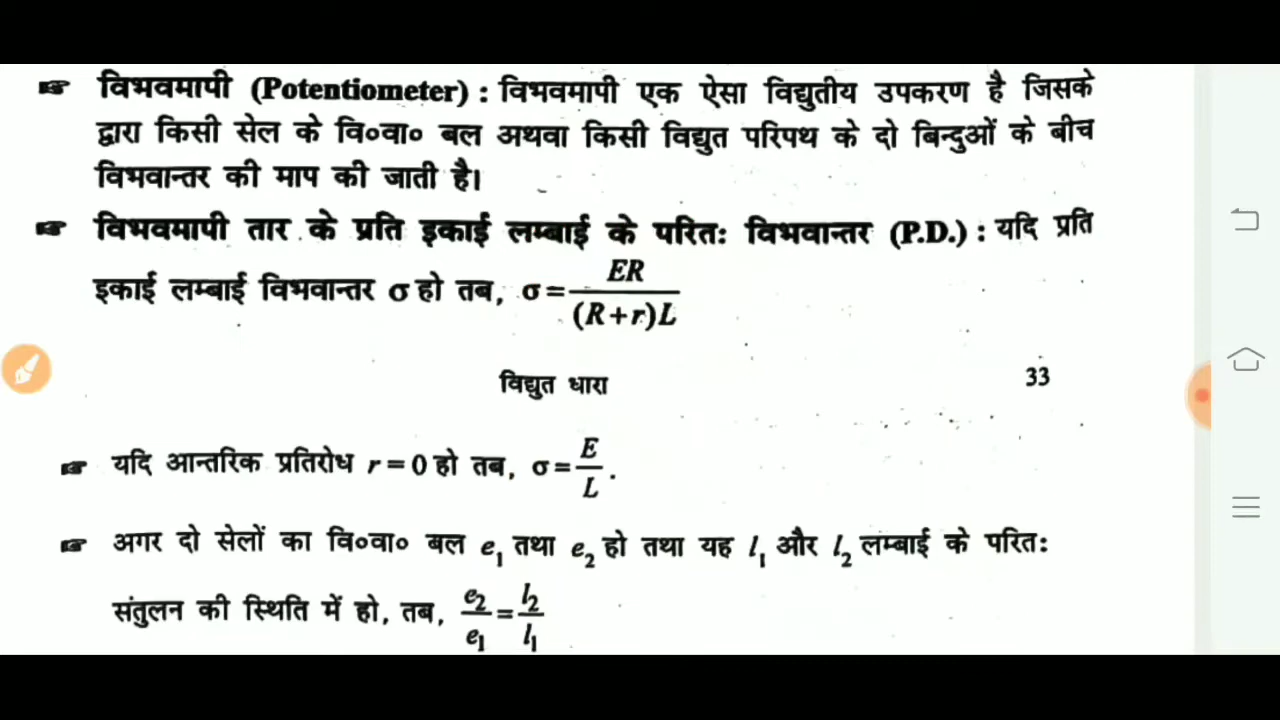 ☞ विभवमापी (Potentiometer) : विभवमापी एक ऐसा विद्युतीय उपकरण है जिसके
द्वारा किसी सेल के वि०वा० बल अथवा किसी विद्युत परिपथ के दो बिन्दुओं के बीच
विभवान्तर की माप की जाती है।
☞ विभवमापी तार के प्रति इकाई लम्बाई के परितः विभवान्तर (P.D.) : यदि प्रति
इकाई लम्बाई विभवान्तर σ हो तब, σ = ER / (R+r)L
विद्युत धारा 33
☞ यदि आन्तरिक प्रतिरोध r = 0 हो तब, σ = E/L .
☞ अगर दो सेलों का वि०वा० बल e₁ तथा e₂ हो तथा यह l₁ और l₂ लम्बाई के परितः
संतुलन की स्थिति में हो, तब, e₂/e₁ = l₂/l₁